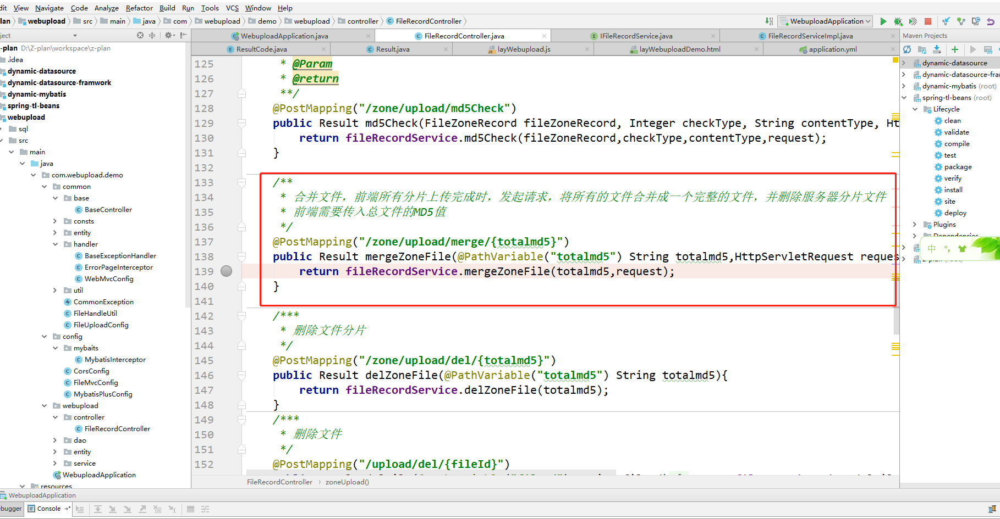 dit View Navigate Code Analyze Refactor Build Run Tools VCS Window Help
lan webupload src main java com webupload demo webupload controller FileRecordController WebuploadApplication
ject WebuploadApplication.java FileRecordController.java IFileRecordService.java FileRecordServiceImpl.java Maven Projects
ResultCode.java Result.java layWebupload.js layWebuploadDemo.html application.yml
-plan D:\Z-plan\workspace\z-plan
.idea
dynamic-datasource
dynamic-datasource-framwork
dynamic-mybatis
spring-tl-beans
webupload
sql
src
main
java
com.webupload.demo
common
base
BaseController
consts
entity
handler
BaseExceptionHandler
ErrorPageInterceptor
WebMvcConfig
util
CommonException
FileHandleUtil
FileUploadConfig
config
mybaits
MybatisInterceptor
CorsConfig
FileMvcConfig
MybatisPlusConfig
webupload
controller
FileRecordController
dao
entity
service
WebuploadApplication
resources
125 * @Param
126 * @return
127 **/
128 @PostMapping("/zone/upload/md5Check")
129 public Result md5Check(FileZoneRecord fileZoneRecord, Integer checkType, String contentType, Ht
130 return fileRecordService.md5Check(fileZoneRecord,checkType,contentType,request);
131 }
132
133 /**
134 * 合并文件，前端所有分片上传完成时，发起请求，将所有的文件合并成一个完整的文件，并删除服务器分片文件
135 * 前端需要传入总文件的MD5值
136 */
137 @PostMapping("/zone/upload/merge/{totalmd5}")
138 public Result mergeZoneFile(@PathVariable("totalmd5") String totalmd5,HttpServletRequest reques
139 return fileRecordService.mergeZoneFile(totalmd5,request);
140 }
141
142 /***
143 * 删除文件分片
144 */
145 @PostMapping("/zone/upload/del/{totalmd5}")
146 public Result delZoneFile(@PathVariable("totalmd5") String totalmd5){
147 return fileRecordService.delZoneFile(totalmd5);
148 }
149 /***
150 * 删除文件
151 */
152 @PostMapping("/upload/del/{fileId}")
FileRecordController zoneUpload()
dynamic-datasource
dynamic-datasource-fra
dynamic-mybatis (root)
spring-tl-beans (root)
Lifecycle
clean
validate
compile
test
package
verify
install
site
deploy
Plugins
Dependencies
中
WebuploadApplication
ebugger Console